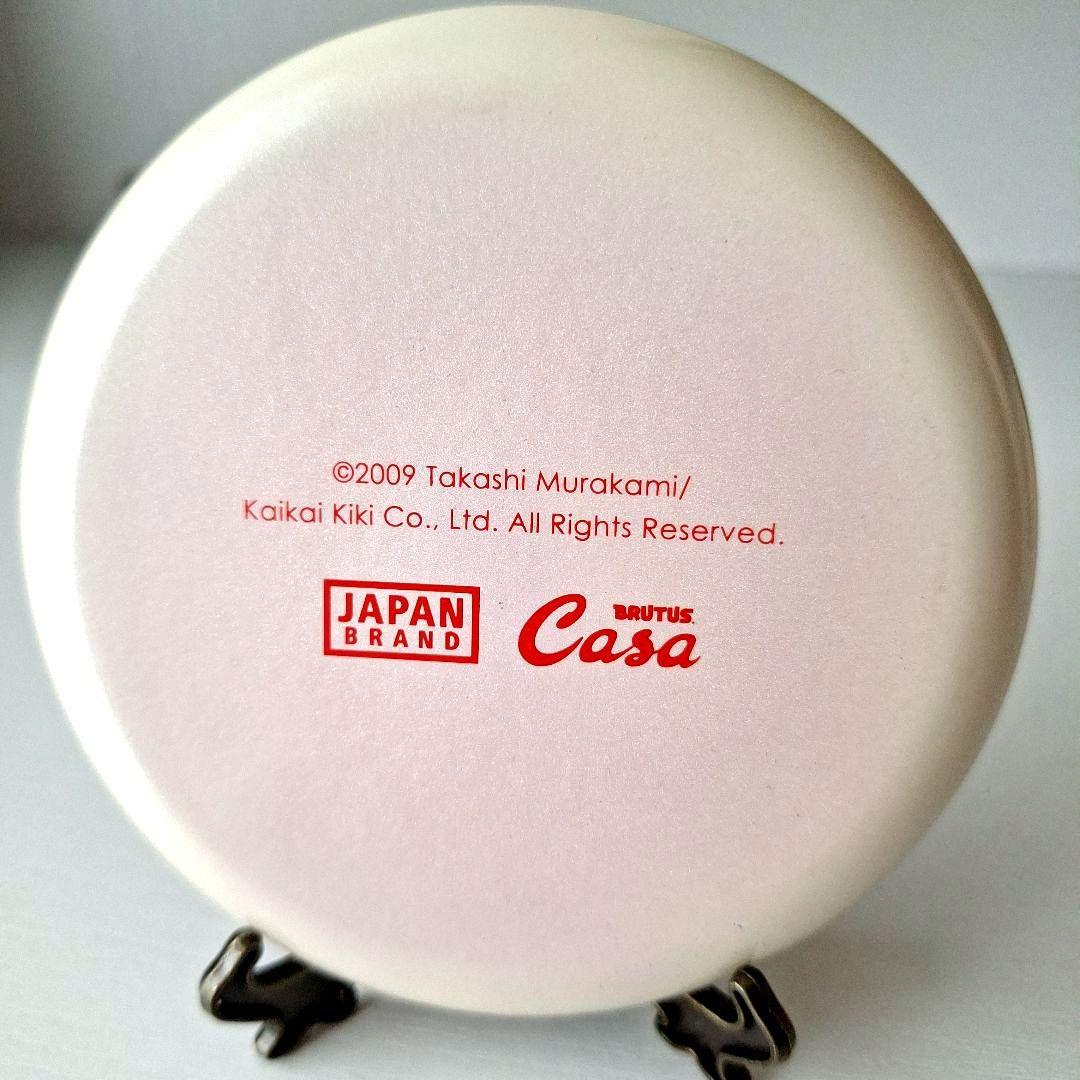 ©2009 Takashi Murakami/
Kaikai Kiki Co., Ltd. All Rights Reserved.
JAPAN
BRAND
BRUTUS
Casa